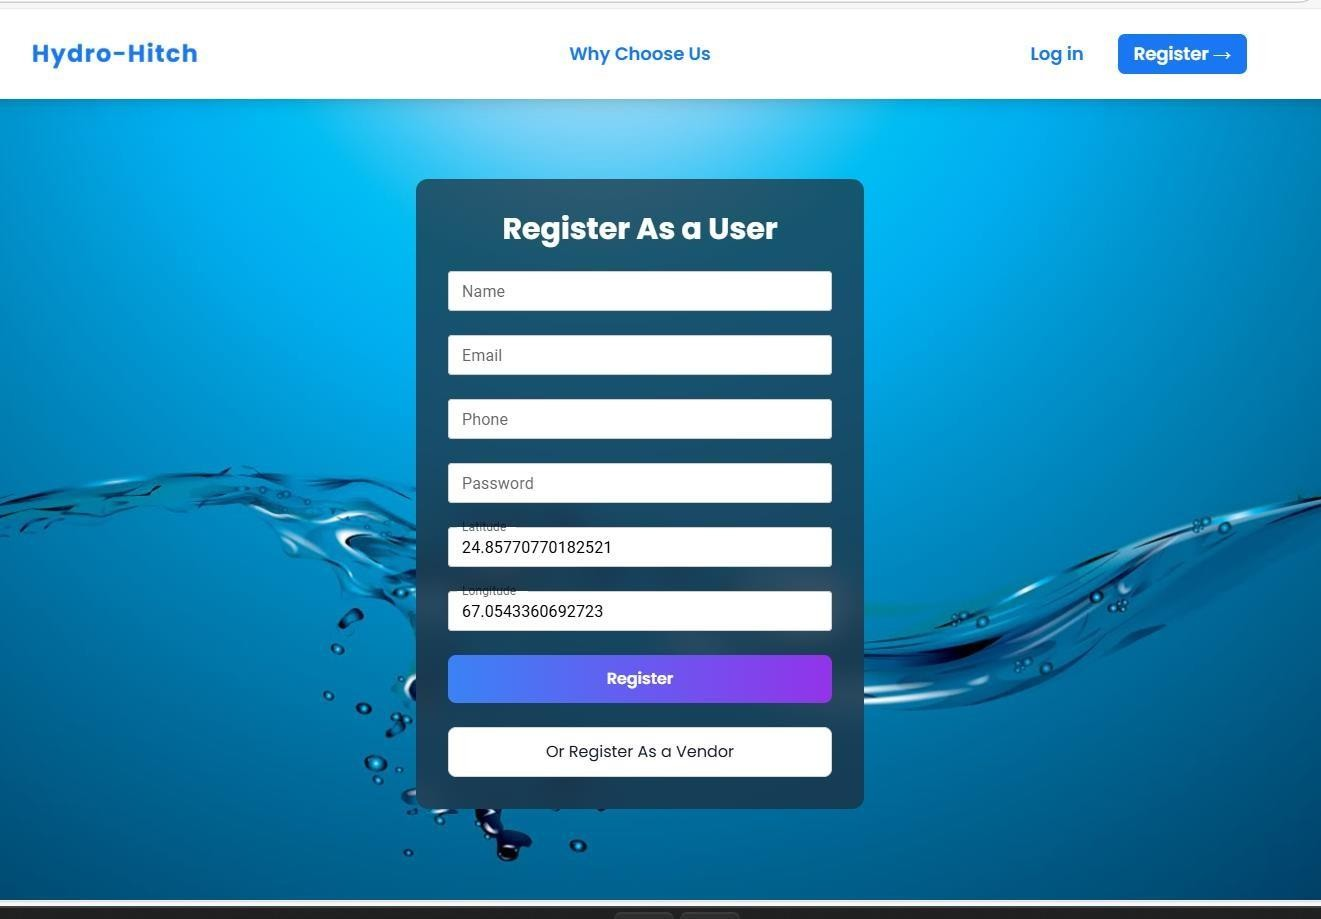 Hydro-Hitch
Why Choose Us
Log in
Register →
Register As a User
Name
Email
Phone
Password
Latitude
24.85770770182521
Longitude
67.0543360692723
Register
Or Register As a Vendor